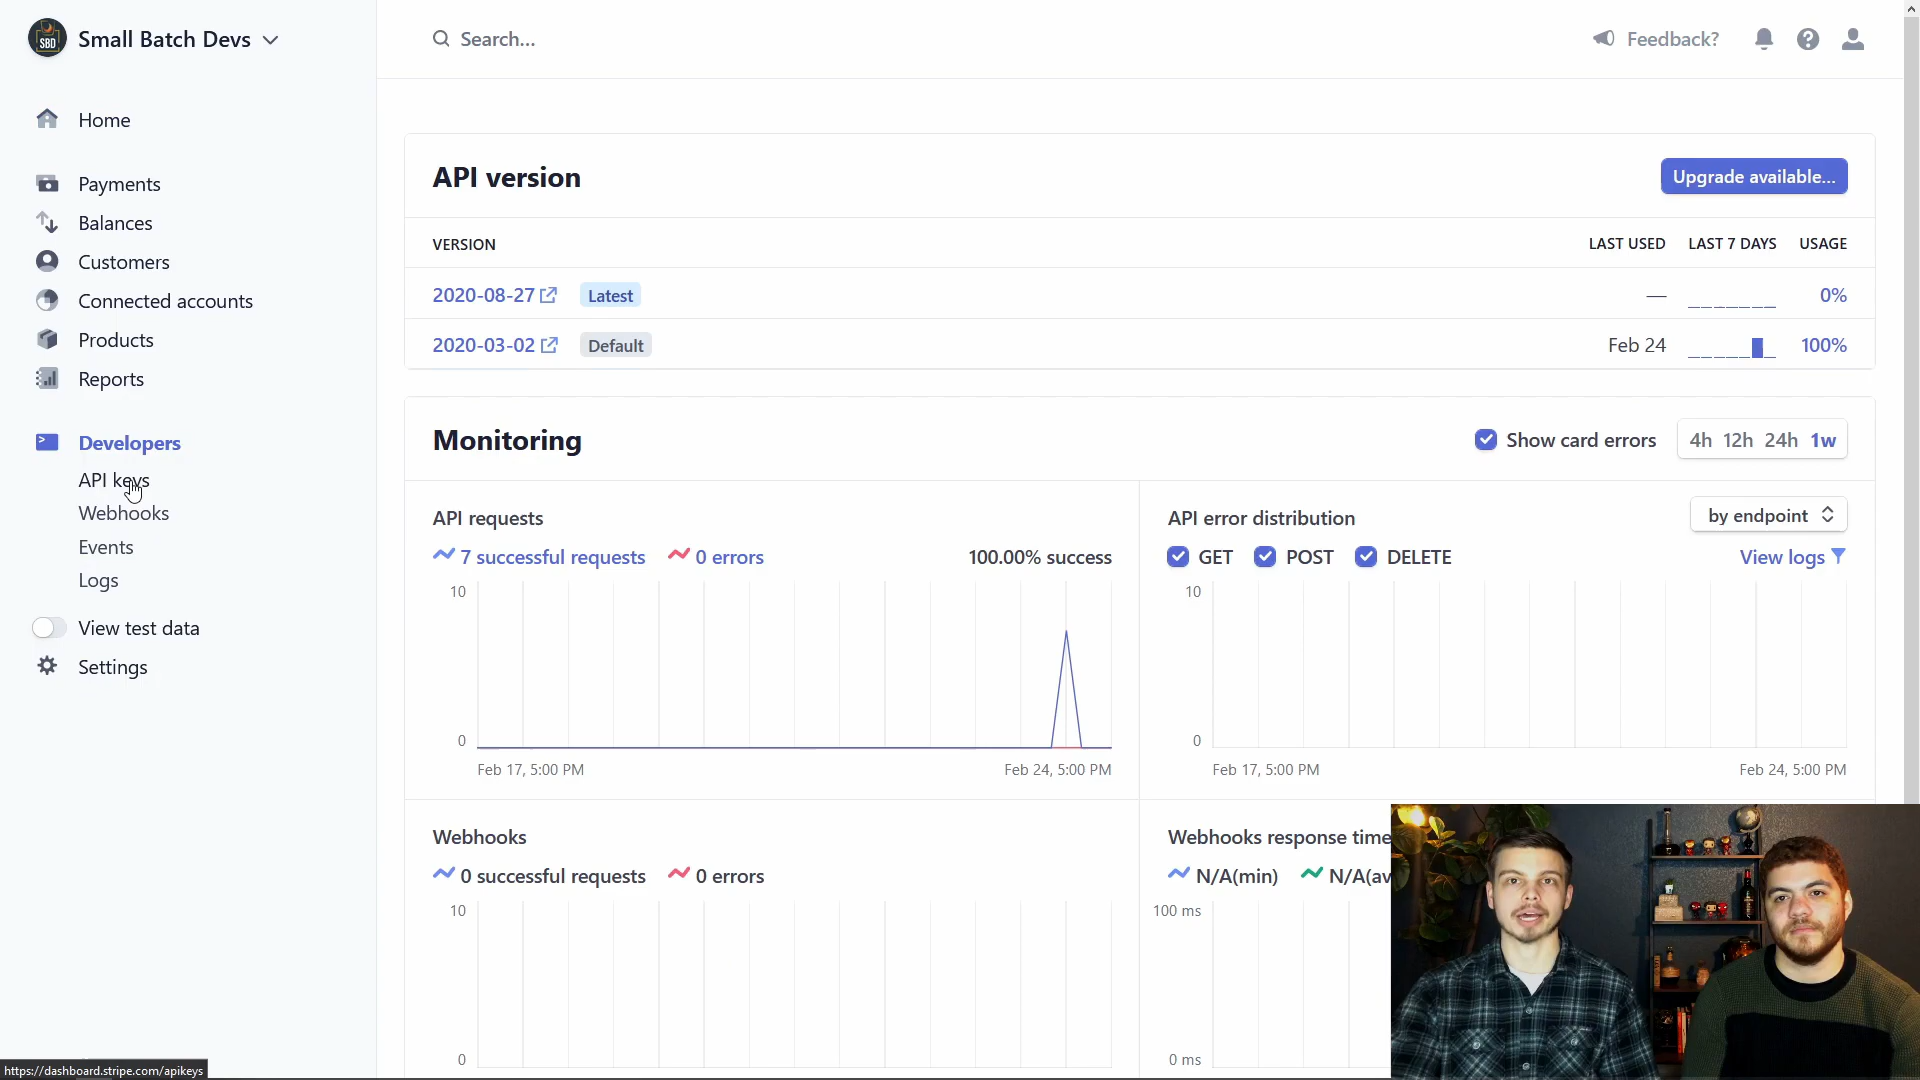 SBD
Small Batch Devs
Search...
Feedback?
Home
Payments
Balances
Customers
Connected accounts
Products
Reports
Developers
API keys
Webhooks
Events
Logs
View test data
Settings
API version
Upgrade available...
VERSION LAST USED LAST 7 DAYS USAGE
2020-08-27 Latest — 0%
2020-03-02 Default Feb 24 100%
Monitoring
Show card errors 4h 12h 24h 1w
API requests
7 successful requests 0 errors 100.00% success
10
0
Feb 17, 5:00 PM Feb 24, 5:00 PM
API error distribution by endpoint
GET POST DELETE View logs
10
0
Feb 17, 5:00 PM Feb 24, 5:00 PM
Webhooks
0 successful requests 0 errors
10
0
Webhooks response time
N/A(min) N/A(av
100 ms
0 ms
https://dashboard.stripe.com/apikeys